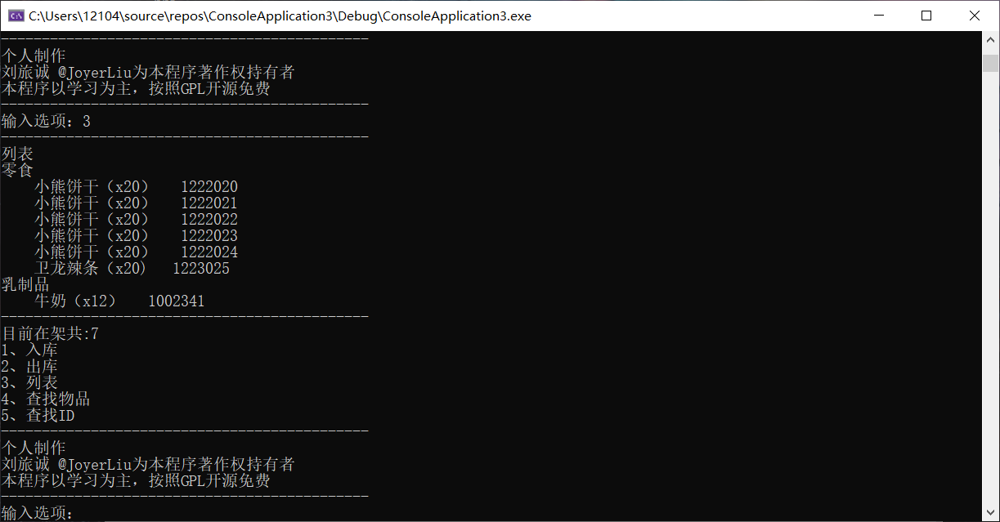 C:\Users\12104\source\repos\ConsoleApplication3\Debug\ConsoleApplication3.exe
---------------------------------------------
个人制作
刘旅诚 @JoyerLiu为本程序著作权持有者
本程序以学习为主，按照GPL开源免费
---------------------------------------------
输入选项：3
---------------------------------------------
列表
零食
    小熊饼干（x20）   1222020
    小熊饼干（x20）   1222021
    小熊饼干（x20）   1222022
    小熊饼干（x20）   1222023
    小熊饼干（x20）   1222024
    卫龙辣条（x20)   1223025
乳制品
    牛奶（x12）   1002341
---------------------------------------------
目前在架共:7
1、入库
2、出库
3、列表
4、查找物品
5、查找ID
---------------------------------------------
个人制作
刘旅诚 @JoyerLiu为本程序著作权持有者
本程序以学习为主，按照GPL开源免费
---------------------------------------------
输入选项：